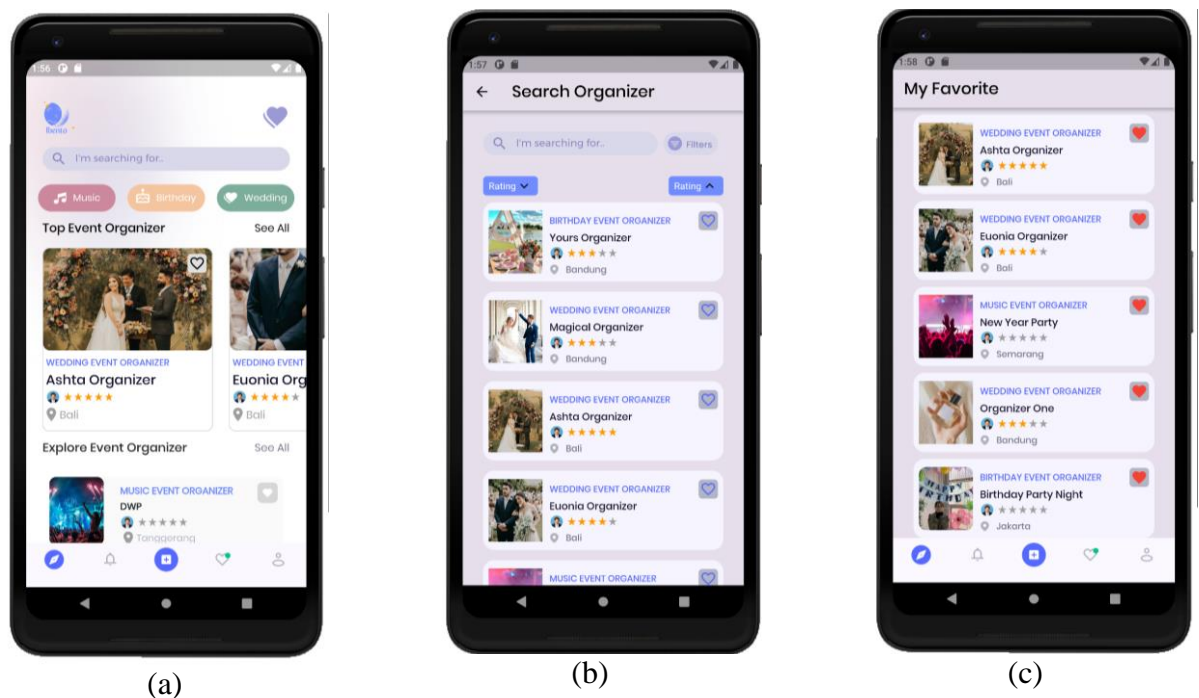 1:56
Ibento
I'm searching for..
Music
Birthday
Wedding
Top Event Organizer
See All
WEDDING EVENT ORGANIZER
Ashta Organizer
Bali
WEDDING EVENT
Euonia Org
Bali
Explore Event Organizer
See All
MUSIC EVENT ORGANIZER
DWP
Tanggerang
(a)
1:57
Search Organizer
I'm searching for..
Filters
Rating
Rating
BIRTHDAY EVENT ORGANIZER
Yours Organizer
Bandung
WEDDING EVENT ORGANIZER
Magical Organizer
Bandung
WEDDING EVENT ORGANIZER
Ashta Organizer
Bali
WEDDING EVENT ORGANIZER
Euonia Organizer
Bali
MUSIC EVENT ORGANIZER
(b)
1:58
My Favorite
WEDDING EVENT ORGANIZER
Ashta Organizer
Bali
WEDDING EVENT ORGANIZER
Euonia Organizer
Bali
MUSIC EVENT ORGANIZER
New Year Party
Semarang
WEDDING EVENT ORGANIZER
Organizer One
Bandung
HAPPY
BIRTHDAY EVENT ORGANIZER
Birthday Party Night
Jakarta
(c)